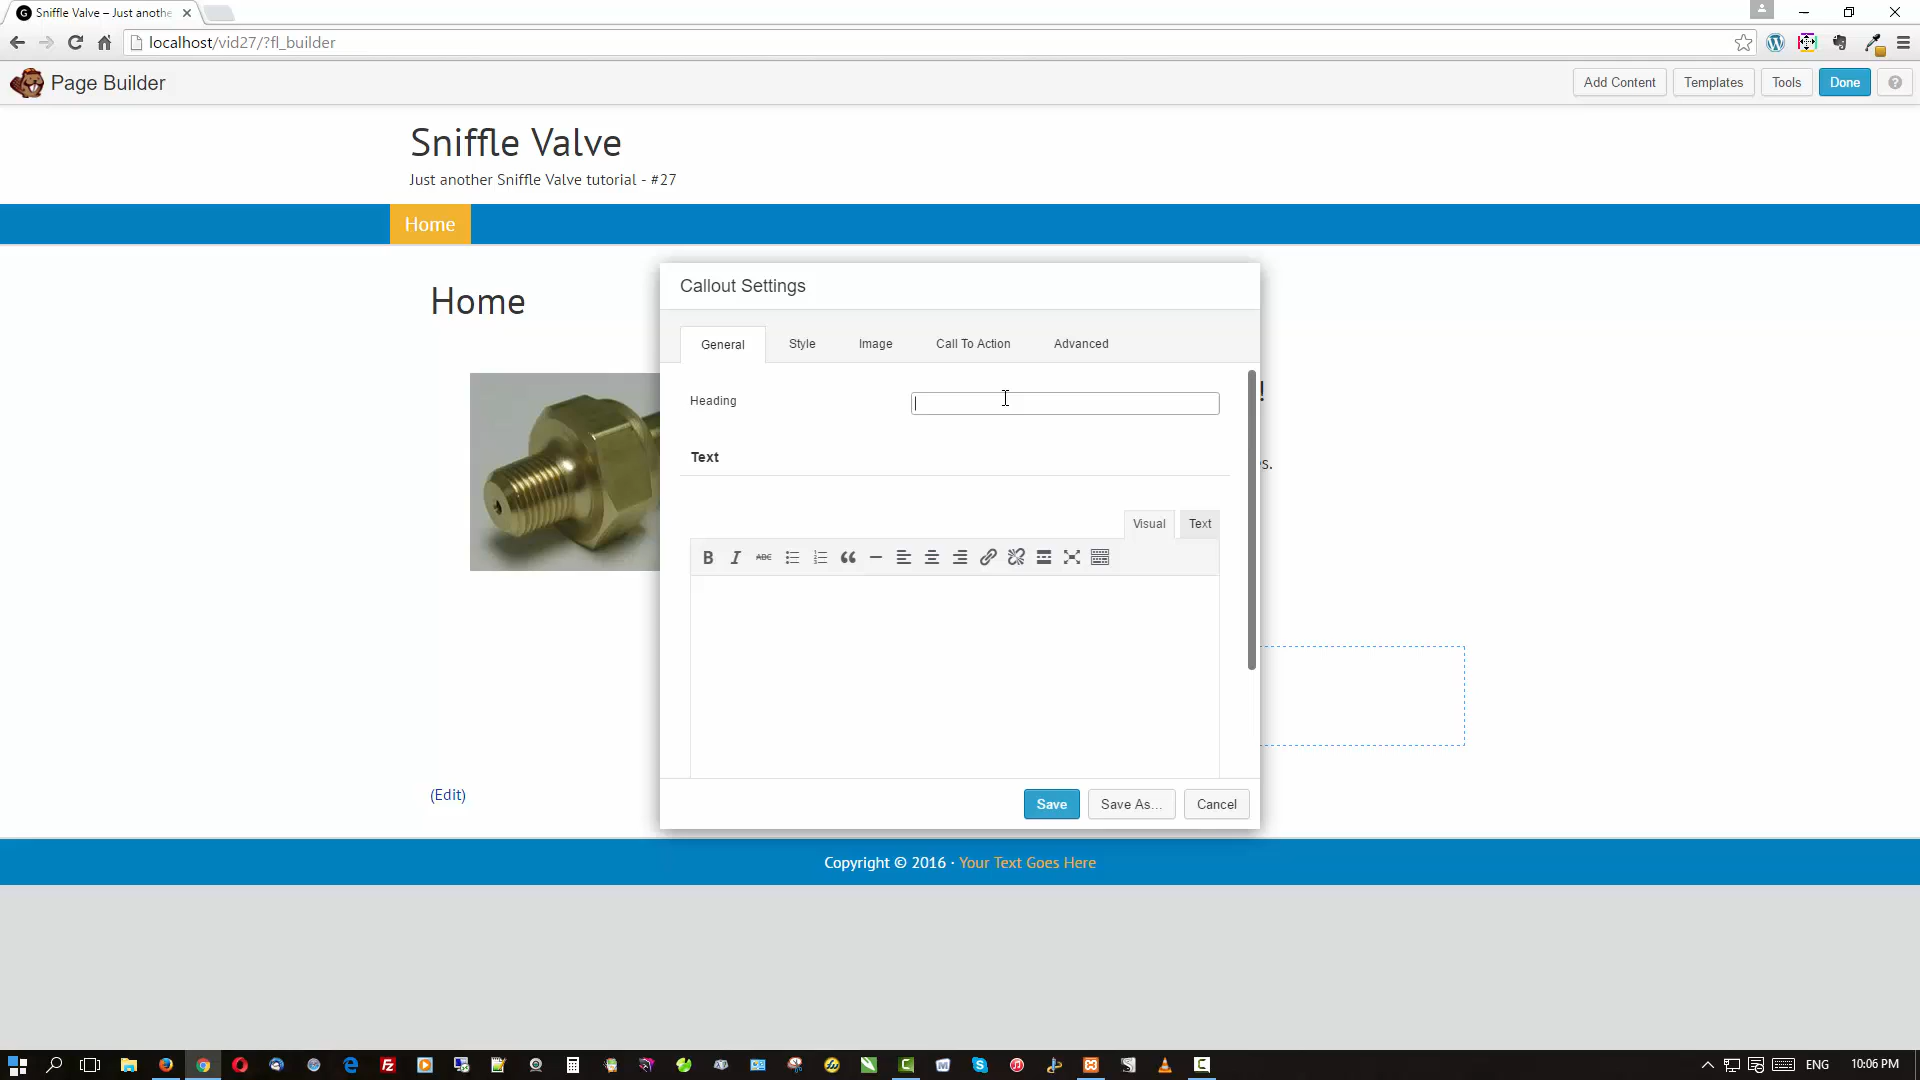 Sniffle Valve – Just anothe
localhost/vid27/?fl_builder
Page Builder
Add Content
Templates
Tools
Done
?
Sniffle Valve
Just another Sniffle Valve tutorial - #27
Home
Home
Callout Settings
General
Style
Image
Call To Action
Advanced
Heading
!
Text
s.
Visual
Text
B
I
ABC
Save
Save As...
Cancel
(Edit)
Copyright © 2016 · Your Text Goes Here
ENG
10:06 PM